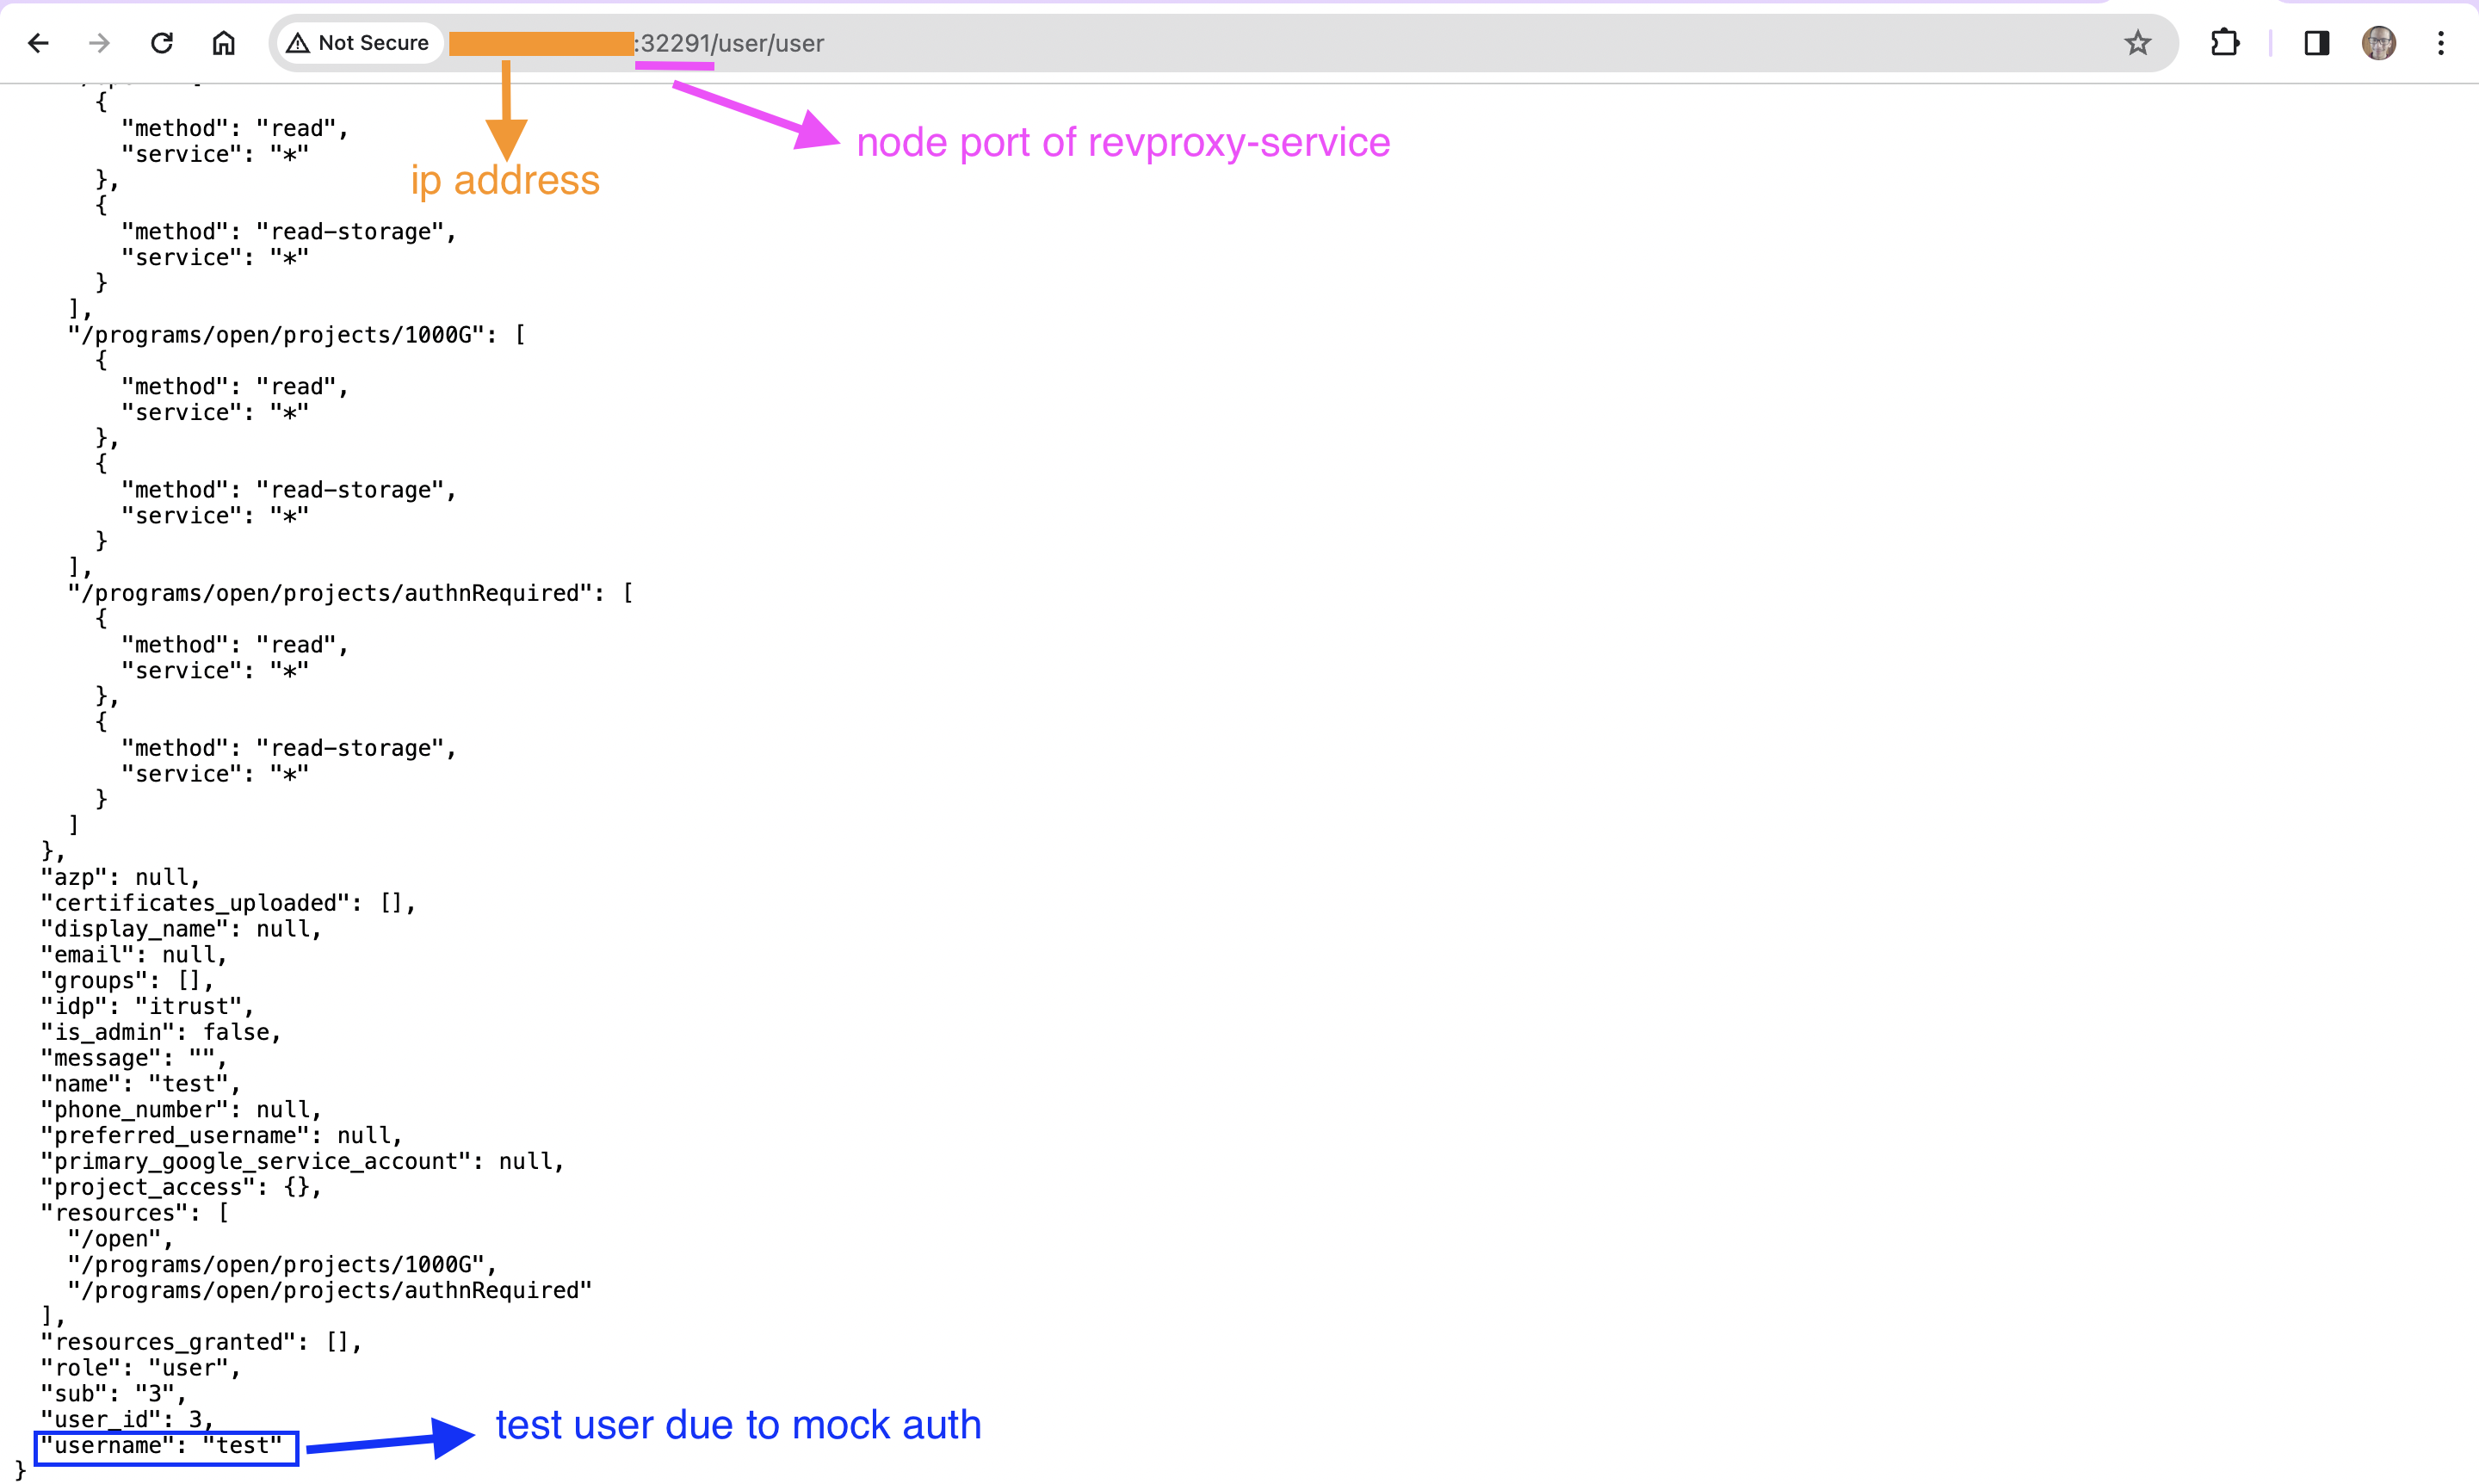 Not Secure :32291/user/user
node port of revproxy-service
ip address
    {
      "method": "read",
      "service": "*"
    },
    {
      "method": "read-storage",
      "service": "*"
    }
  ],
  "/programs/open/projects/1000G": [
    {
      "method": "read",
      "service": "*"
    },
    {
      "method": "read-storage",
      "service": "*"
    }
  ],
  "/programs/open/projects/authnRequired": [
    {
      "method": "read",
      "service": "*"
    },
    {
      "method": "read-storage",
      "service": "*"
    }
  ]
},
"azp": null,
"certificates_uploaded": [],
"display_name": null,
"email": null,
"groups": [],
"idp": "itrust",
"is_admin": false,
"message": "",
"name": "test",
"phone_number": null,
"preferred_username": null,
"primary_google_service_account": null,
"project_access": {},
"resources": [
  "/open",
  "/programs/open/projects/1000G",
  "/programs/open/projects/authnRequired"
],
"resources_granted": [],
"role": "user",
"sub": "3",
"user_id": 3,
"username": "test"
test user due to mock auth
}